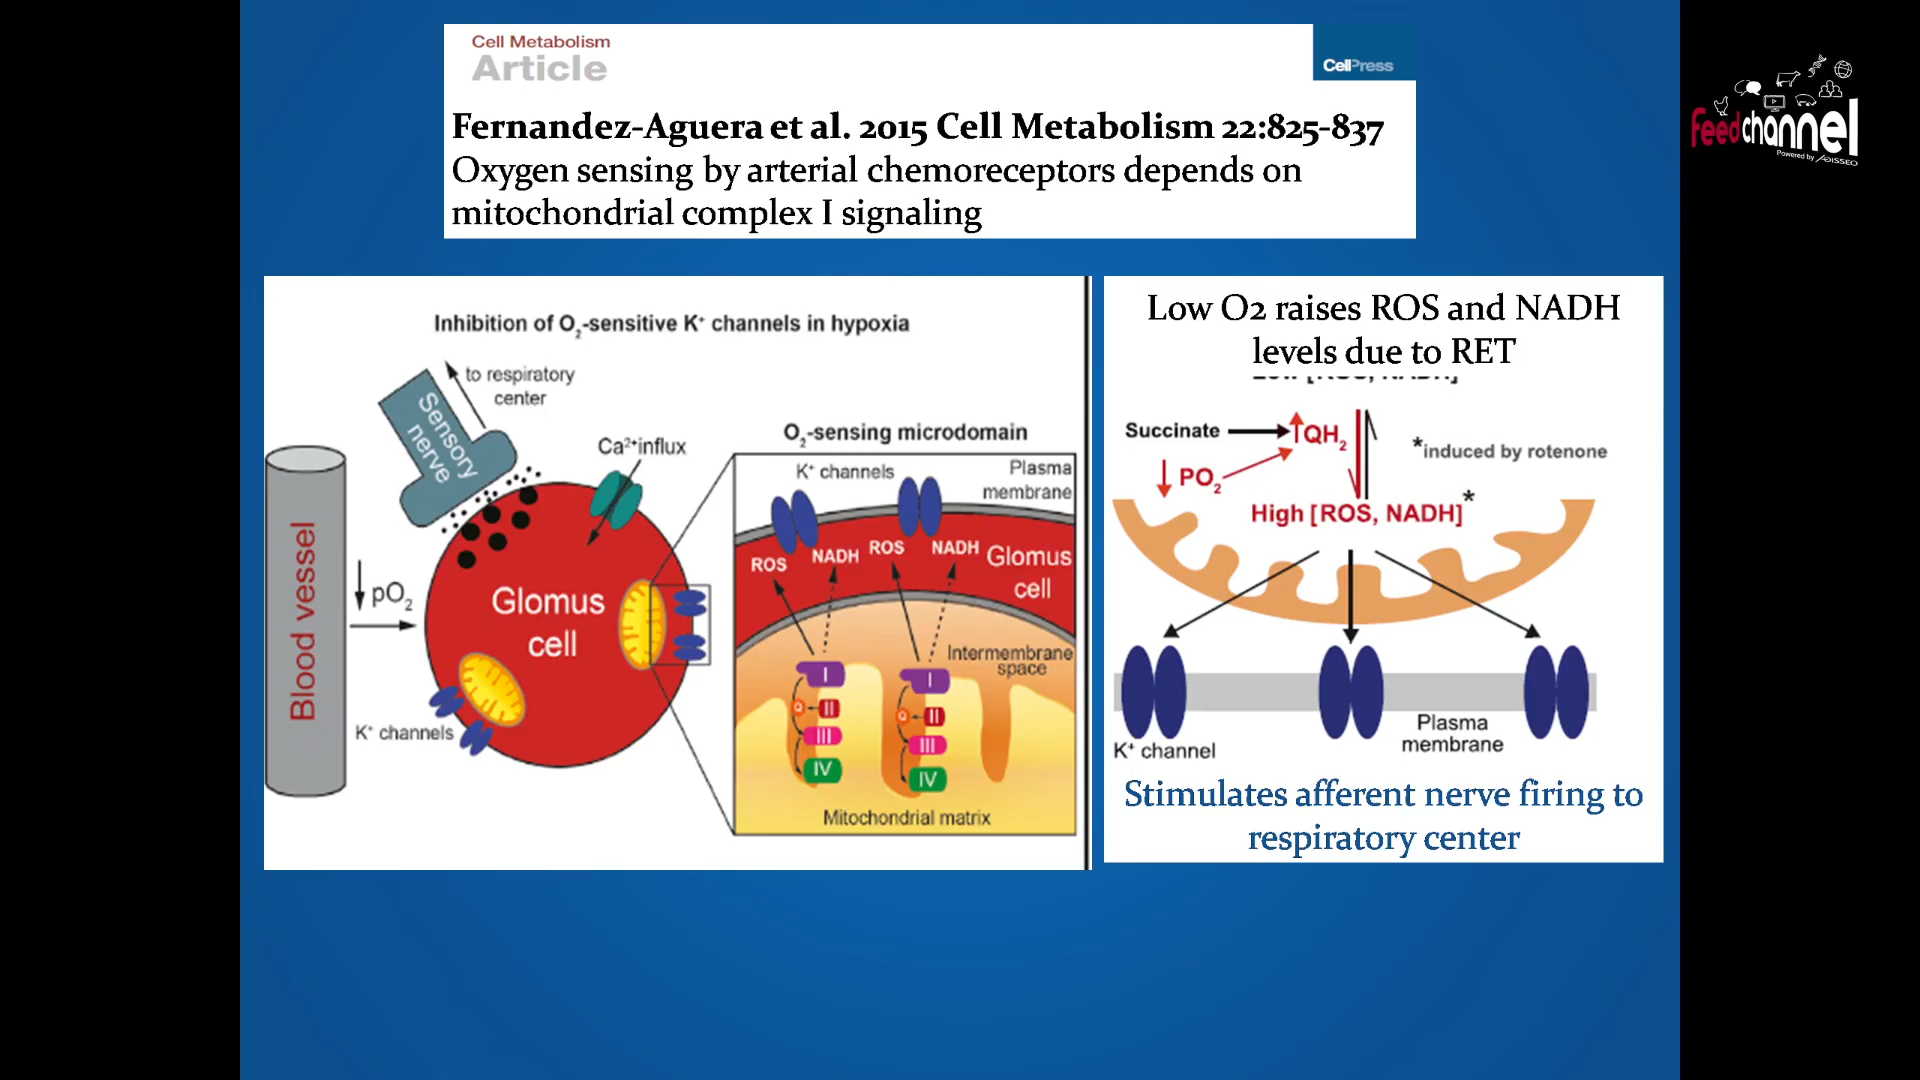 Cell Metabolism
Article
CellPress
Fernandez-Aguera et al. 2015 Cell Metabolism 22:825-837
Oxygen sensing by arterial chemoreceptors depends on
mitochondrial complex I signaling
feedchannel
Powered by ADISSEO
Inhibition of O₂-sensitive K⁺ channels in hypoxia
to respiratory
center
Sensory
nerve
Ca²⁺influx
Blood vessel
↓ pO₂
Glomus
cell
K⁺ channels
O₂-sensing microdomain
K⁺ channels
Plasma
membrane
ROS
NADH
ROS
NADH
Glomus
cell
Intermembrane
space
I
I
Q
II
Q
II
III
III
IV
IV
Mitochondrial matrix
Low O2 raises ROS and NADH
levels due to RET
Low [ROS, NADH]
Succinate
↑QH₂
*induced by rotenone
↓ PO₂
High [ROS, NADH]*
K⁺ channel
Plasma
membrane
Stimulates afferent nerve firing to
respiratory center